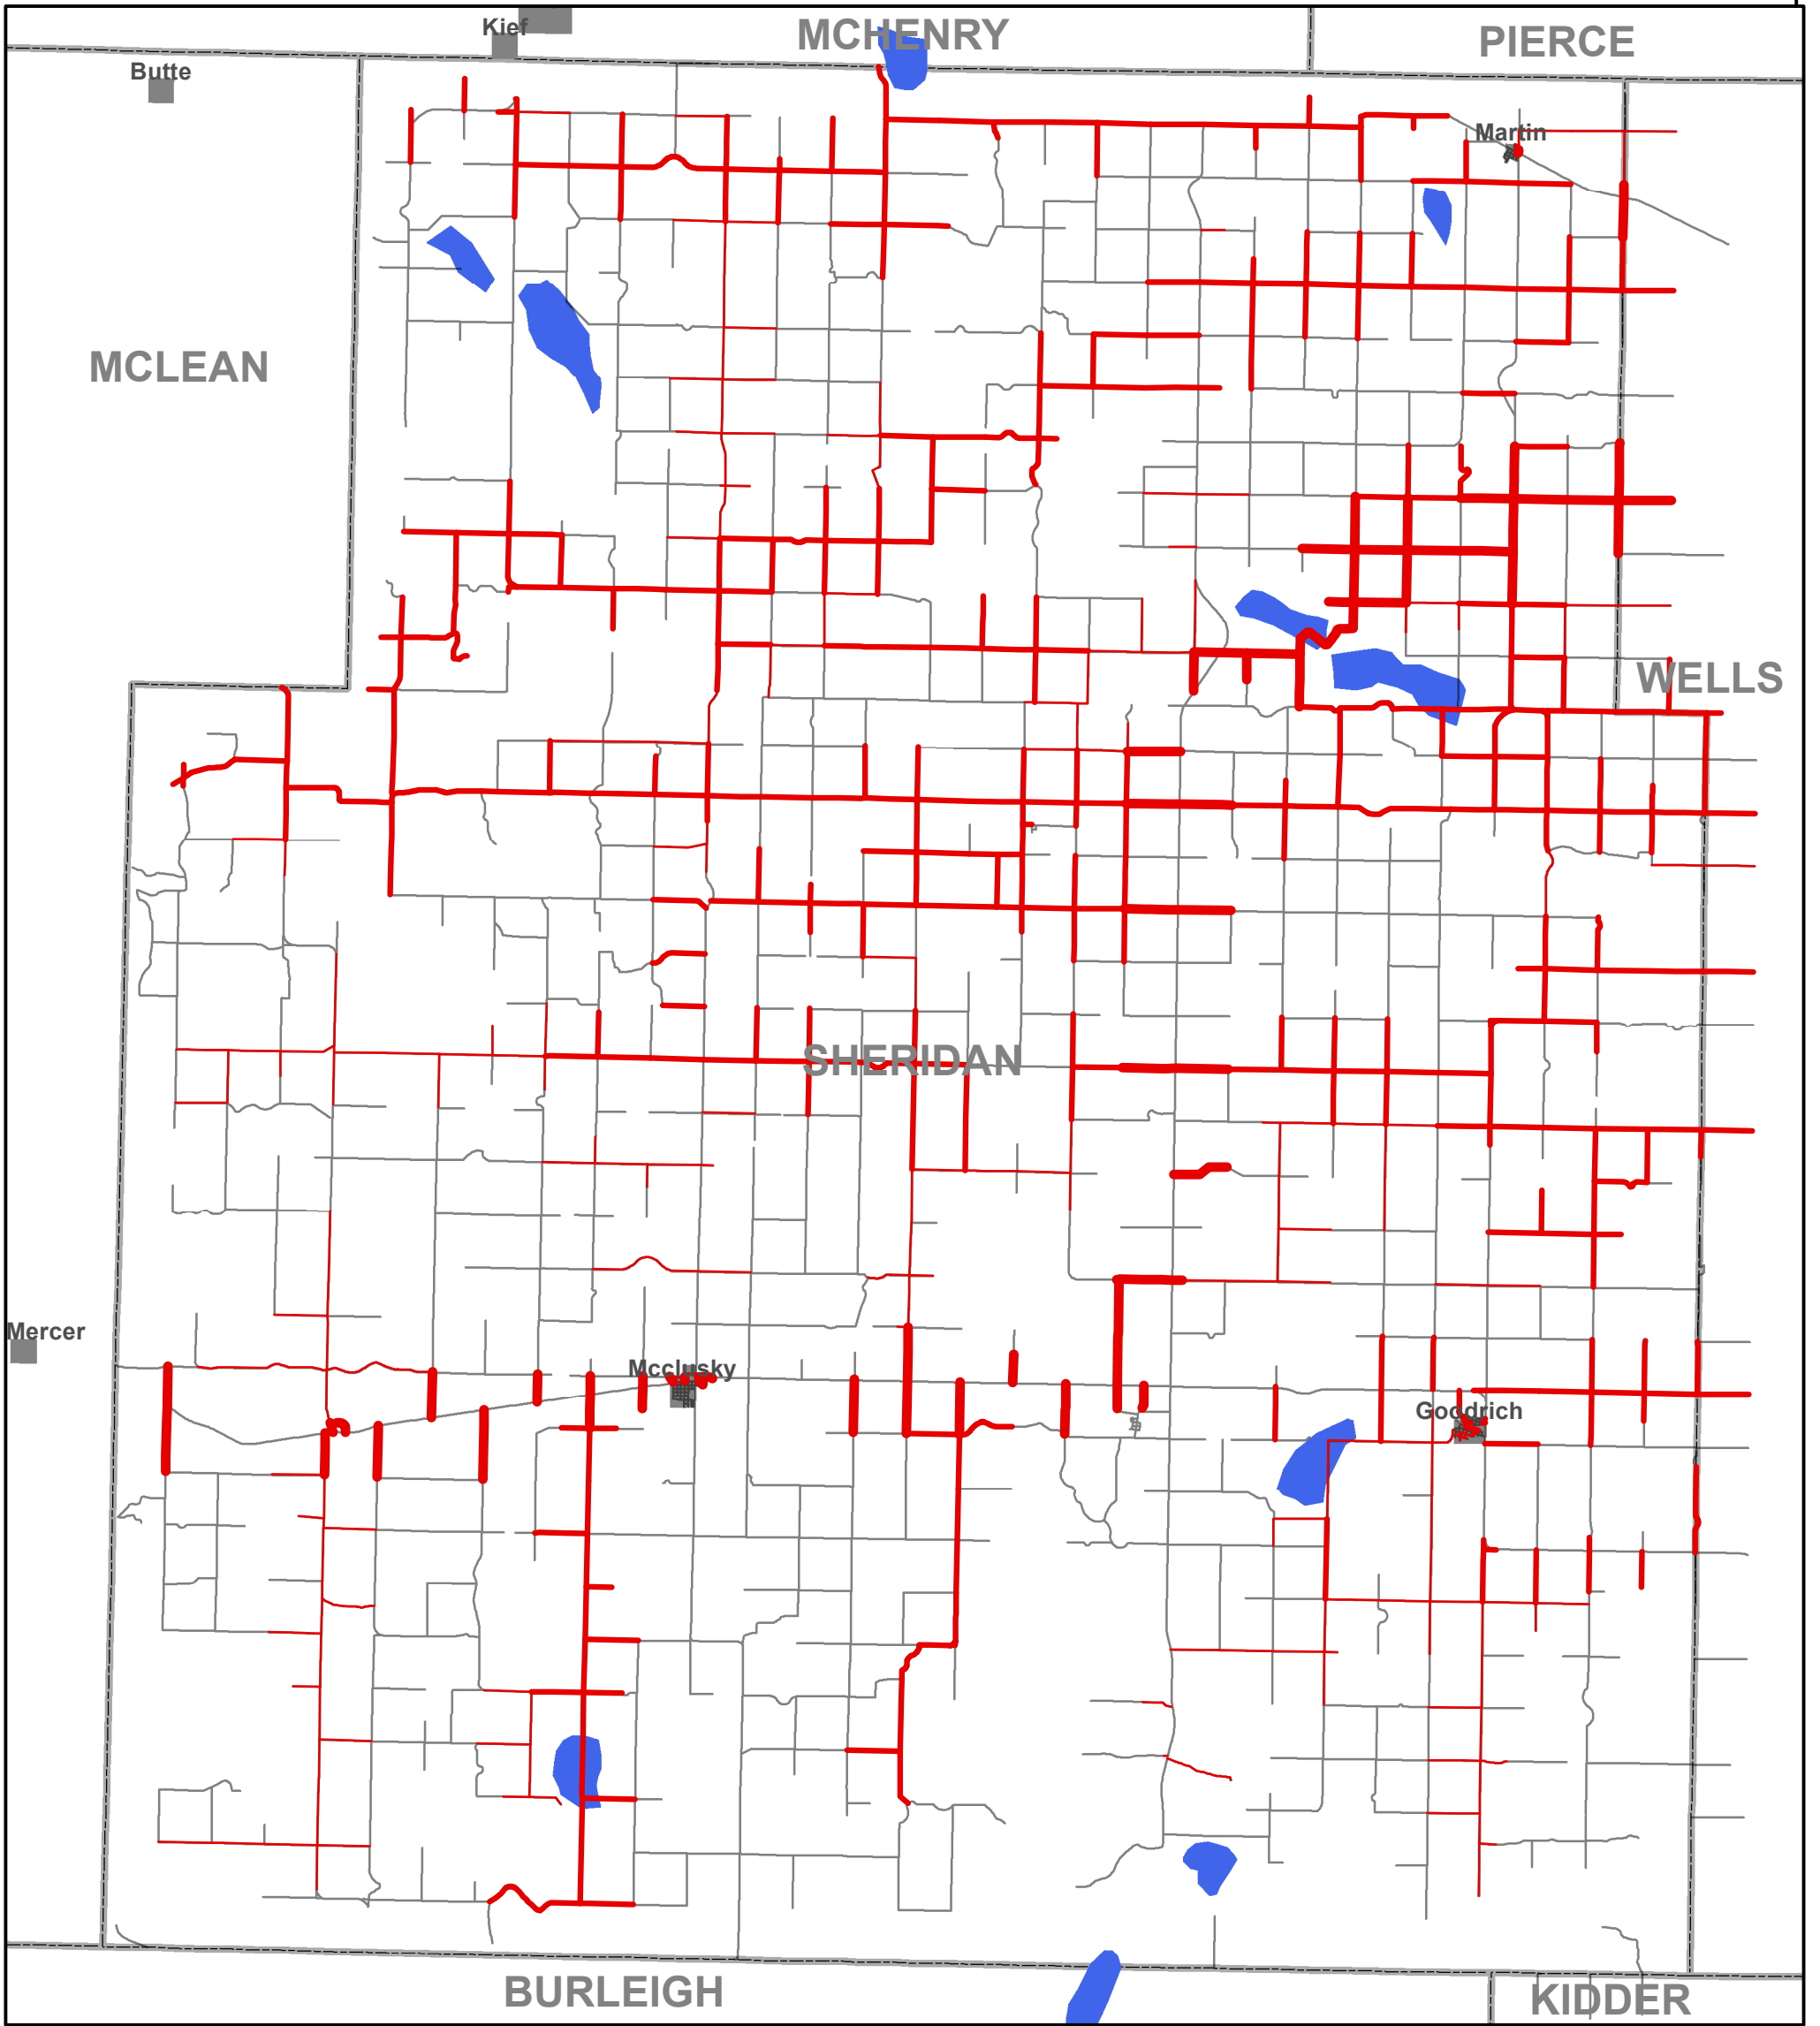 Kief
MCHENRY
PIERCE
Butte
Martin
MCLEAN
WELLS
SHERIDAN
Mercer
Mcclusky
Goodrich
BURLEIGH
KIDDER